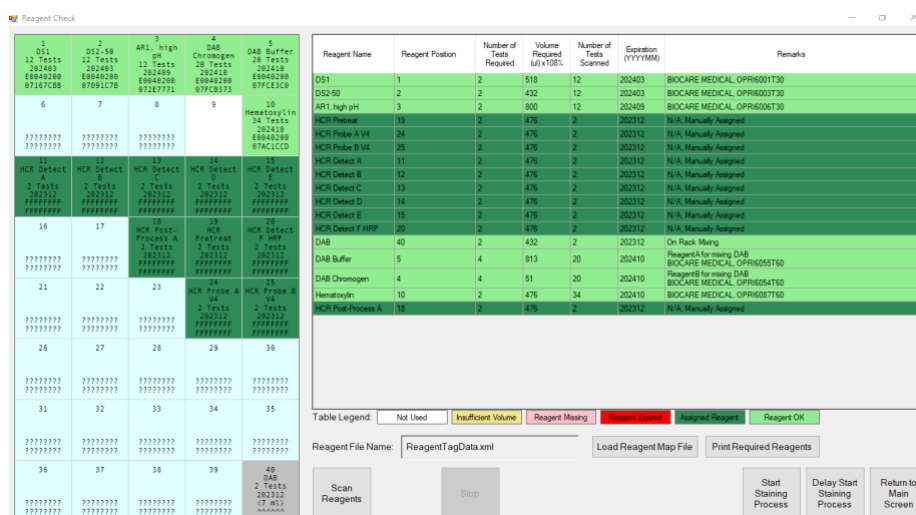 Reagent Check
1 2 3 4 5
DS1 DS2-50 AR1, high pH DAB Chromogen DAB Buffer
12 Tests 12 Tests 12 Tests 20 Tests 20 Tests
202403 202403 202409 202410 202410
E0040200 E0040200 E0040200 E0040200 E0040200
07167CBB 07091C7B 072E7771 07FCB373 07FCE3C0
6 7 8 9 10
Hematoxylin
34 Tests
202410
???????? ???????? ???????? E0040200
???????? ???????? ???????? 07AC1CCD
11 12 13 14 15
HCR Detect A HCR Detect B HCR Detect C HCR Detect D HCR Detect E
2 Tests 2 Tests 2 Tests 2 Tests 2 Tests
202312 202312 202312 202312 202312
FFFFFFFF FFFFFFFF FFFFFFFF FFFFFFFF FFFFFFFF
FFFFFFFF FFFFFFFF FFFFFFFF FFFFFFFF FFFFFFFF
16 17 18 19 20
HCR Post-Process A HCR Pretreat HCR Detect F HRP
2 Tests 2 Tests 2 Tests
202312 202312 202312
???????? ???????? FFFFFFFF FFFFFFFF FFFFFFFF
???????? ???????? FFFFFFFF FFFFFFFF FFFFFFFF
21 22 23 24 25
HCR Probe A V4 HCR Probe B V4
2 Tests 2 Tests
202312 202312
???????? ???????? ???????? FFFFFFFF FFFFFFFF
???????? ???????? ???????? FFFFFFFF FFFFFFFF
26 27 28 29 30
???????? ???????? ???????? ???????? ????????
???????? ???????? ???????? ???????? ????????
31 32 33 34 35
???????? ???????? ???????? ???????? ????????
???????? ???????? ???????? ???????? ????????
36 37 38 39 40
DAB
2 Tests
202312
???????? ???????? ???????? ???????? (7 ml)
???????? ???????? ???????? ???????? ^^^^^^
Reagent Name Reagent Position Number of Tests Required Volume Required (ul) x108% Number of Tests Scanned Expiration (YYYYMM) Remarks
DS1 1 2 518 12 202403 BIOCARE MEDICAL, OPRI6001T30
DS2-50 2 2 432 12 202403 BIOCARE MEDICAL, OPRI6003T30
AR1, high pH 3 2 800 12 202409 BIOCARE MEDICAL, OPRI6006T30
HCR Pretreat 19 2 476 2 202312 N/A, Manually Assigned
HCR Probe A V4 24 2 476 2 202312 N/A, Manually Assigned
HCR Probe B V4 25 2 476 2 202312 N/A, Manually Assigned
HCR Detect A 11 2 476 2 202312 N/A, Manually Assigned
HCR Detect B 12 2 476 2 202312 N/A, Manually Assigned
HCR Detect C 13 2 476 2 202312 N/A, Manually Assigned
HCR Detect D 14 2 476 2 202312 N/A, Manually Assigned
HCR Detect E 15 2 476 2 202312 N/A, Manually Assigned
HCR Detect F HRP 20 2 476 2 202312 N/A, Manually Assigned
DAB 40 2 432 2 202312 On Rack Mixing
DAB Buffer 5 4 813 20 202410 ReagentA for mixing DAB
BIOCARE MEDICAL, OPRI6055T60
DAB Chromogen 4 4 51 20 202410 ReagentB for mixing DAB
BIOCARE MEDICAL, OPRI6054T60
Hematoxylin 10 2 476 34 202410 BIOCARE MEDICAL, OPRI6087T60
HCR Post-Process A 18 2 476 2 202312 N/A, Manually Assigned
Table Legend: Not Used Insufficient Volume Reagent Missing Reagent Expired Assigned Reagent Reagent OK
Reagent File Name: ReagentTagData.xml Load Reagent Map File Print Required Reagents
Scan Reagents Stop Start Staining Process Delay Start Staining Process Return to Main Screen